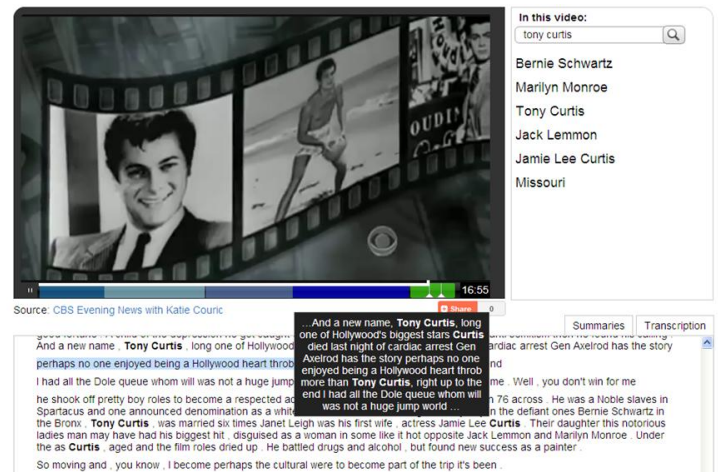 OUDIN
16:55
Source: CBS Evening News with Katie Couric
Share 0
In this video:
tony curtis
Bernie Schwartz
Marilyn Monroe
Tony Curtis
Jack Lemmon
Jamie Lee Curtis
Missouri
Summaries
Transcription
...And a new name, Tony Curtis, long
one of Hollywood's biggest stars Curtis
died last night of cardiac arrest Gen
Axelrod has the story perhaps no one
enjoyed being a Hollywood heart throb
more than Tony Curtis, right up to the
end I had all the Dole queue whom will
was not a huge jump world ...
And a new name , Tony Curtis , long one of Hollywood ardiac arrest Gen Axelrod has the story
perhaps no one enjoyed being a Hollywood heart throb nd
I had all the Dole queue whom will was not a huge jump me . Well , you don't win for me
he shook off pretty boy roles to become a respected ac n 76 across . He was a Noble slaves in
Spartacus and one announced denomination as a white in the defiant ones Bernie Schwartz in
the Bronx , Tony Curtis , was married six times Janet Leigh was his first wife , actress Jamie Lee Curtis . Their daughter this notorious
ladies man may have had his biggest hit , disguised as a woman in some like it hot opposite Jack Lemmon and Marilyn Monroe . Under
the as Curtis , aged and the film roles dried up . He battled drugs and alcohol , but found new success as a painter .
So moving and , you know , I become perhaps the cultural were to become part of the trip it's been .